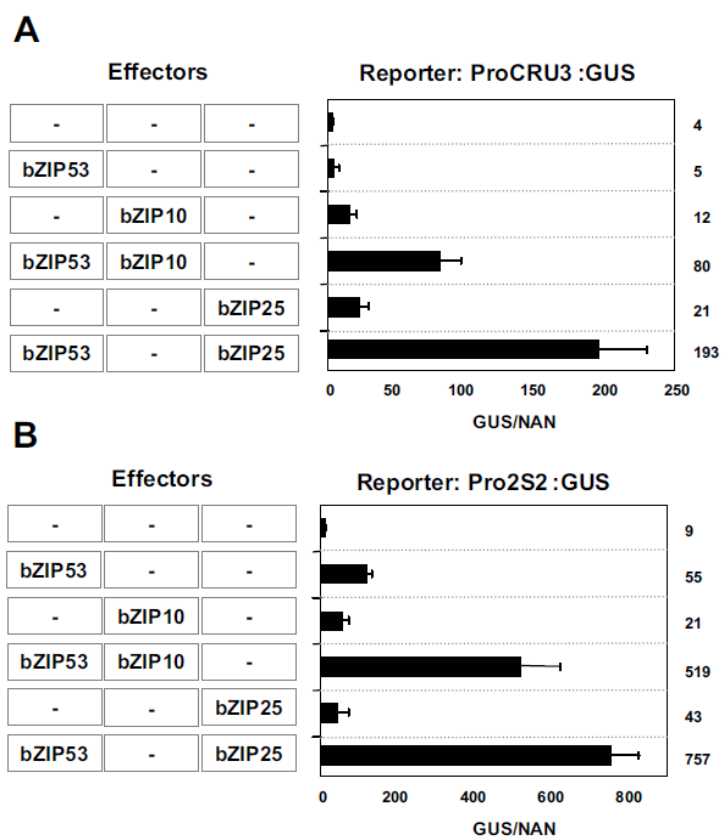 A
Effectors Reporter: ProCRU3 :GUS
- - - 4
bZIP53 - - 5
- bZIP10 - 12
bZIP53 bZIP10 - 80
- - bZIP25 21
bZIP53 - bZIP25 193
0 50 100 150 200 250
GUS/NAN
B
Effectors Reporter: Pro2S2 :GUS
- - - 9
bZIP53 - - 55
- bZIP10 - 21
bZIP53 bZIP10 - 519
- - bZIP25 43
bZIP53 - bZIP25 757
0 200 400 600 800
GUS/NAN